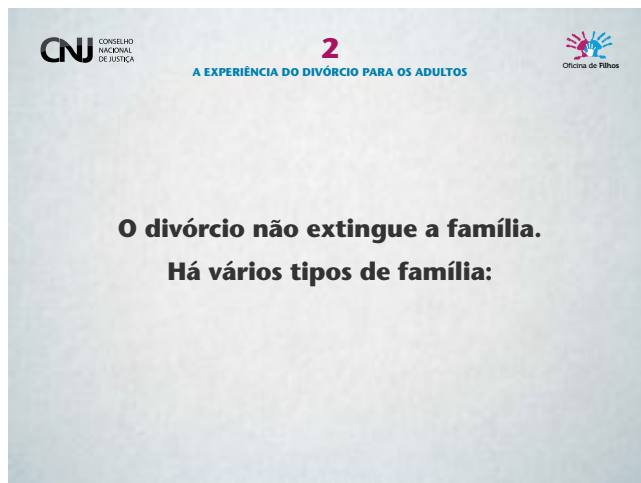 CNJ
CONSELHO
NACIONAL
DE JUSTIÇA
2
A EXPERIÊNCIA DO DIVÓRCIO PARA OS ADULTOS
Oficina de Filhos
O divórcio não extingue a família.
Há vários tipos de família: